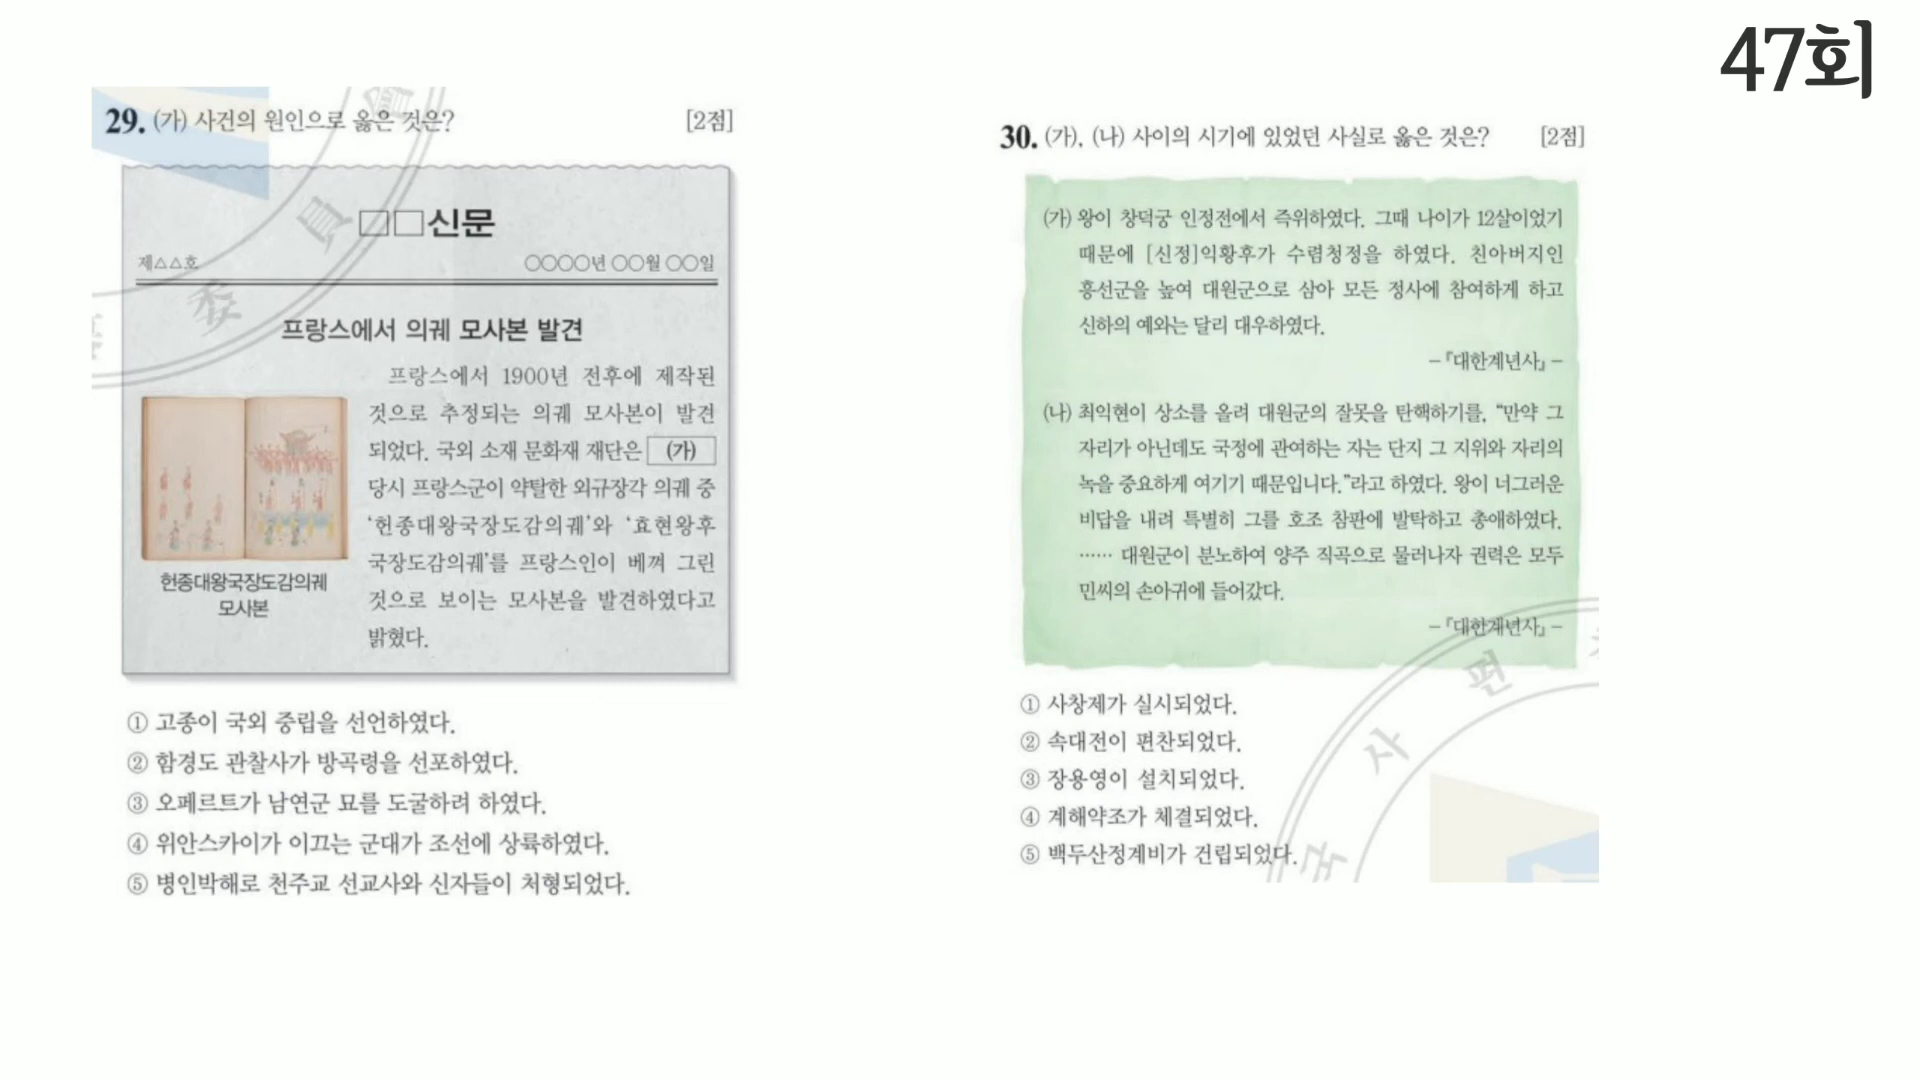 47회
29. (가) 사건의 원인으로 옳은 것은? [2점]
□□신문
제△△호 ○○○○년 ○○월 ○○일
프랑스에서 의궤 모사본 발견
프랑스에서 1900년 전후에 제작된
것으로 추정되는 의궤 모사본이 발견
되었다. 국외 소재 문화재 재단은 (가)
당시 프랑스군이 약탈한 외규장각 의궤 중
‘헌종대왕국장도감의궤’와 ‘효현왕후
국장도감의궤’를 프랑스인이 베껴 그린
것으로 보이는 모사본을 발견하였다고
밝혔다.
헌종대왕국장도감의궤
모사본
① 고종이 국외 중립을 선언하였다.
② 함경도 관찰사가 방곡령을 선포하였다.
③ 오페르트가 남연군 묘를 도굴하려 하였다.
④ 위안스카이가 이끄는 군대가 조선에 상륙하였다.
⑤ 병인박해로 천주교 선교사와 신자들이 처형되었다.
30. (가), (나) 사이의 시기에 있었던 사실로 옳은 것은? [2점]
(가) 왕이 창덕궁 인정전에서 즉위하였다. 그때 나이가 12살이었기
때문에 [신정]익황후가 수렴청정을 하였다. 친아버지인
흥선군을 높여 대원군으로 삼아 모든 정사에 참여하게 하고
신하의 예와는 달리 대우하였다.
-『대한계년사』-
(나) 최익현이 상소를 올려 대원군의 잘못을 탄핵하기를, “만약 그
자리가 아닌데도 국정에 관여하는 자는 단지 그 지위와 자리의
녹을 중요하게 여기기 때문입니다.”라고 하였다. 왕이 너그러운
비답을 내려 특별히 그를 호조 참판에 발탁하고 총애하였다.
…… 대원군이 분노하여 양주 직곡으로 물러나자 권력은 모두
민씨의 손아귀에 들어갔다.
-『대한계년사』-
① 사창제가 실시되었다.
② 속대전이 편찬되었다.
③ 장용영이 설치되었다.
④ 계해약조가 체결되었다.
⑤ 백두산정계비가 건립되었다.
국 사 편
委 員 會